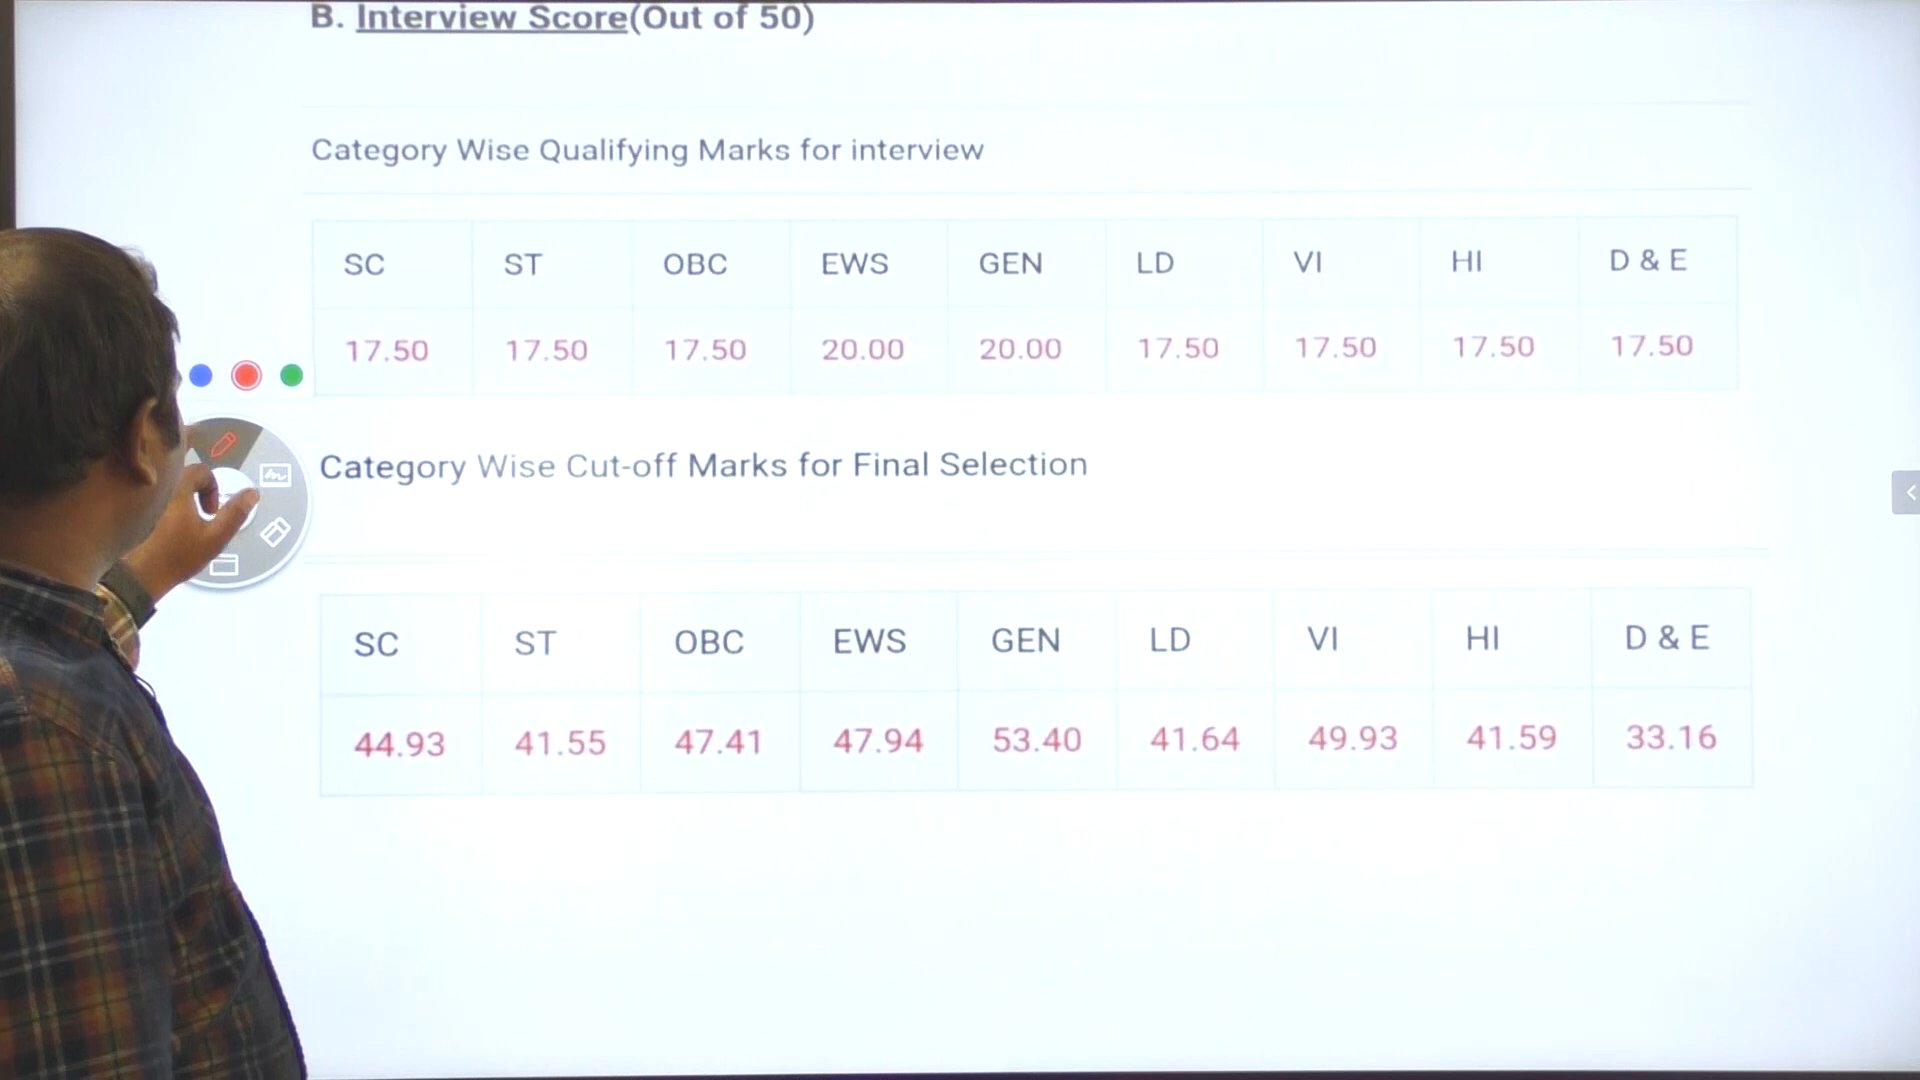 B. Interview Score(Out of 50)
Category Wise Qualifying Marks for interview
SC ST OBC EWS GEN LD VI HI D & E
17.50 17.50 17.50 20.00 20.00 17.50 17.50 17.50 17.50
Category Wise Cut-off Marks for Final Selection
SC ST OBC EWS GEN LD VI HI D & E
44.93 41.55 47.41 47.94 53.40 41.64 49.93 41.59 33.16